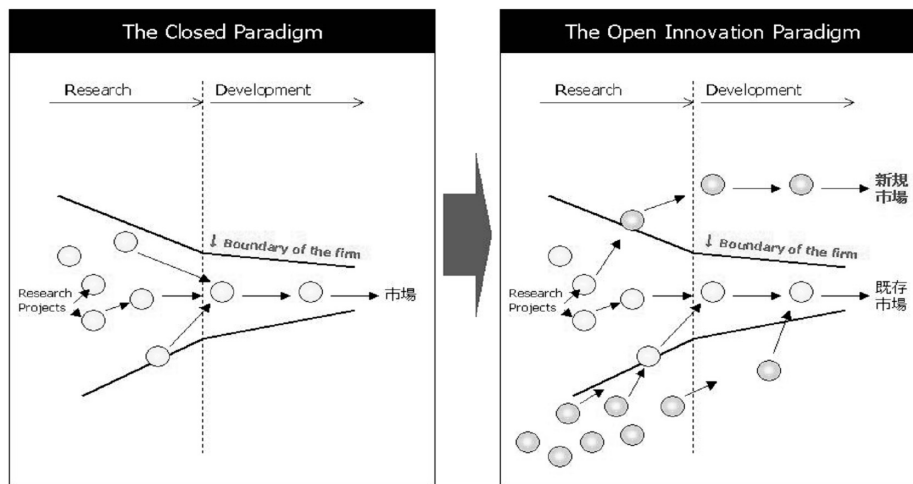 The Closed Paradigm
Research
Development
↓ Boundary of the firm
Research
Projects
市場
The Open Innovation Paradigm
Research
Development
新規
市場
↓ Boundary of the firm
Research
Projects
既存
市場